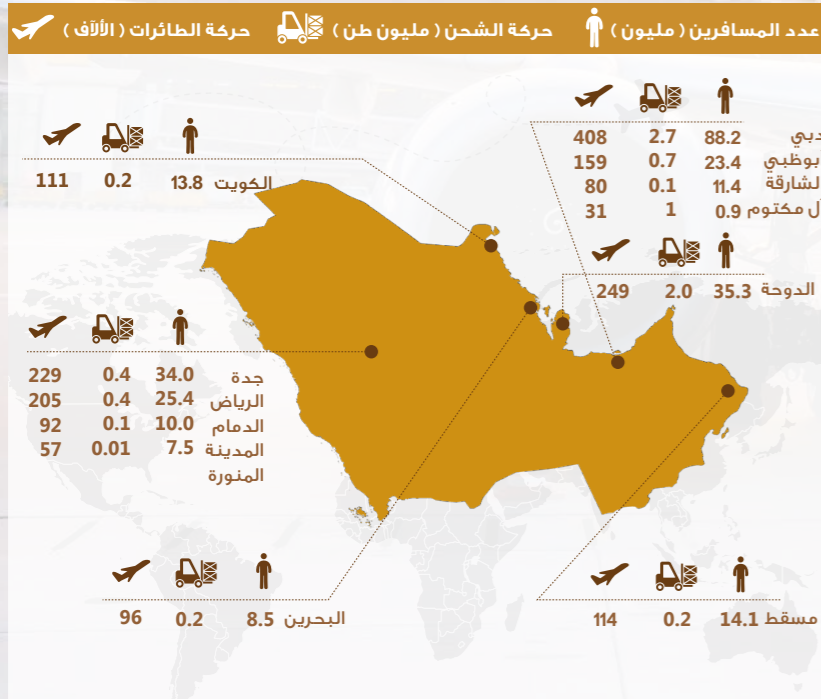 عدد المسافرين ( مليون ) حركة الشحن ( مليون طن ) حركة الطائرات ( الألآف )
دبي 88.2 2.7 408
أبوظبي 23.4 0.7 159
الشارقة 11.4 0.1 80
آل مكتوم 0.9 1 31
الكويت 13.8 0.2 111
الدوحة 35.3 2.0 249
جدة 34.0 0.4 229
الرياض 25.4 0.4 205
الدمام 10.0 0.1 92
المدينة 7.5 0.01 57
المنورة
البحرين 8.5 0.2 96
مسقط 14.1 0.2 114